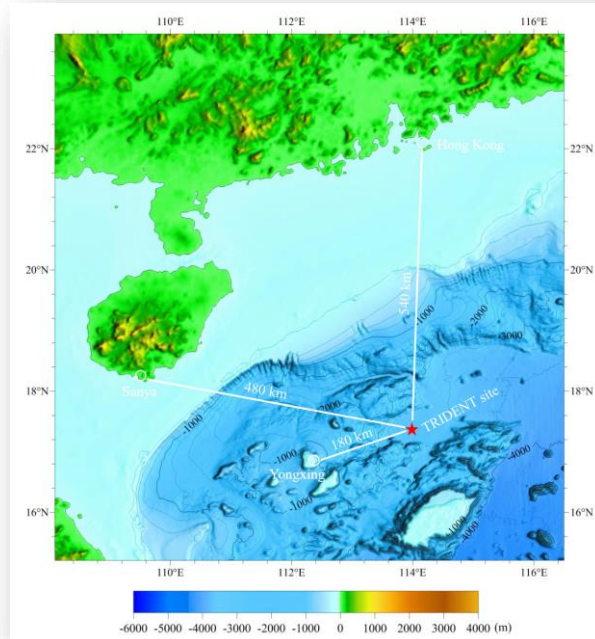 110°E 112°E 114°E 116°E
22°N 22°N
Hong Kong
20°N 20°N
540 km
-1000
-2000
-3000
18°N 18°N
Sanya
480 km
-2000
-1000
TRIDENT site
180 km
-1000
Yongxing
-4000
16°N 16°N
-1000
-1000
-4000
110°E 112°E 114°E 116°E
-6000 -5000 -4000 -3000 -2000 -1000 0 1000 2000 3000 4000 (m)